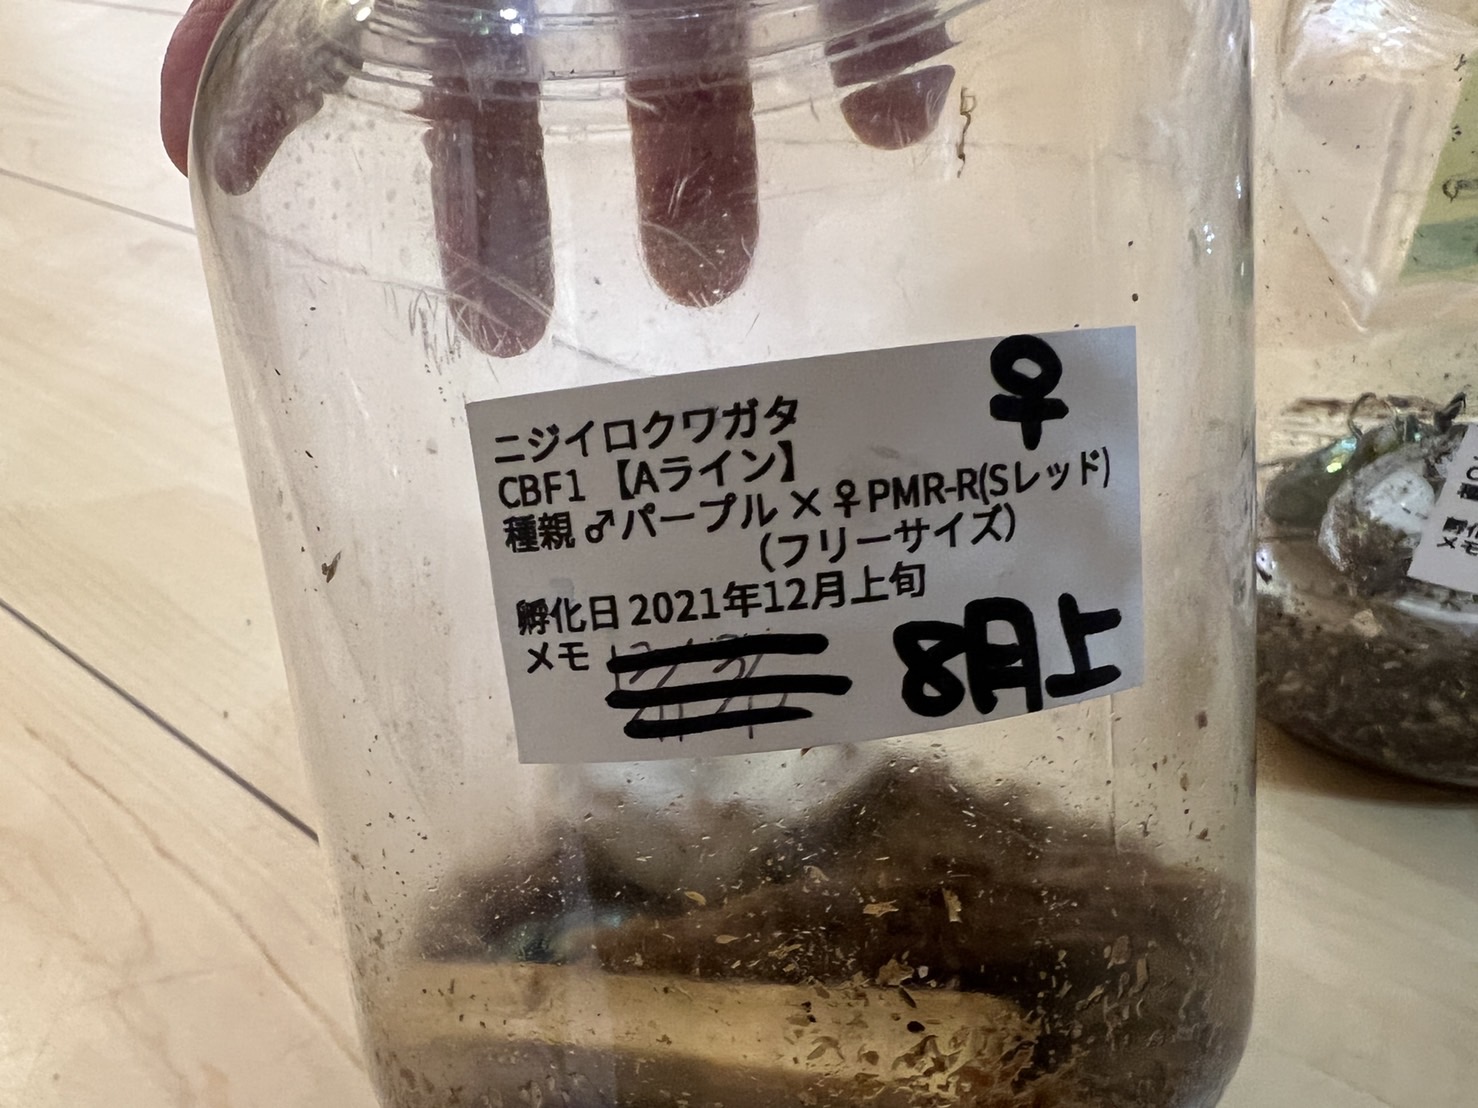 ♀
ニジイロクワガタ
CBF1 【Aライン】
種親 ♂パープル × ♀PMR-R(Sレッド)
(フリーサイズ)
孵化日 2021年12月上旬
メモ
8月上